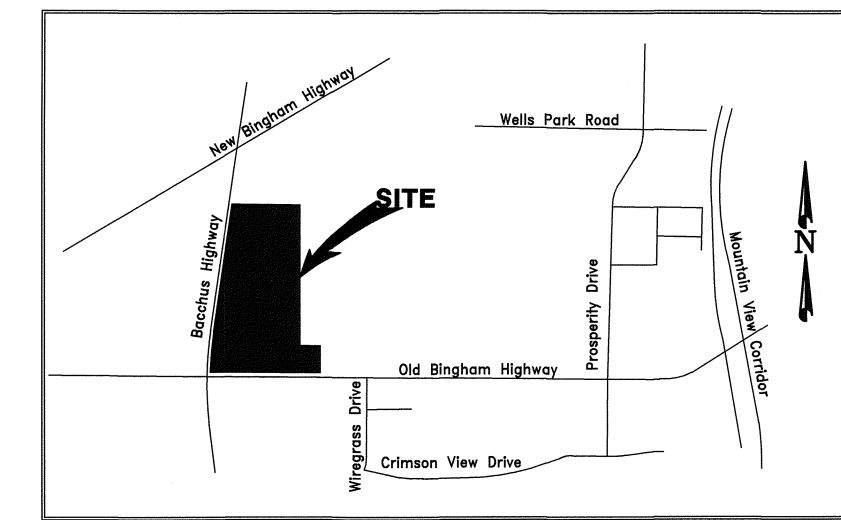 New Bingham Highway
Wells Park Road
SITE
Bacchus Highway
N
Mountain View Corridor
Prosperity Drive
Old Bingham Highway
Wiregrass Drive
Crimson View Drive